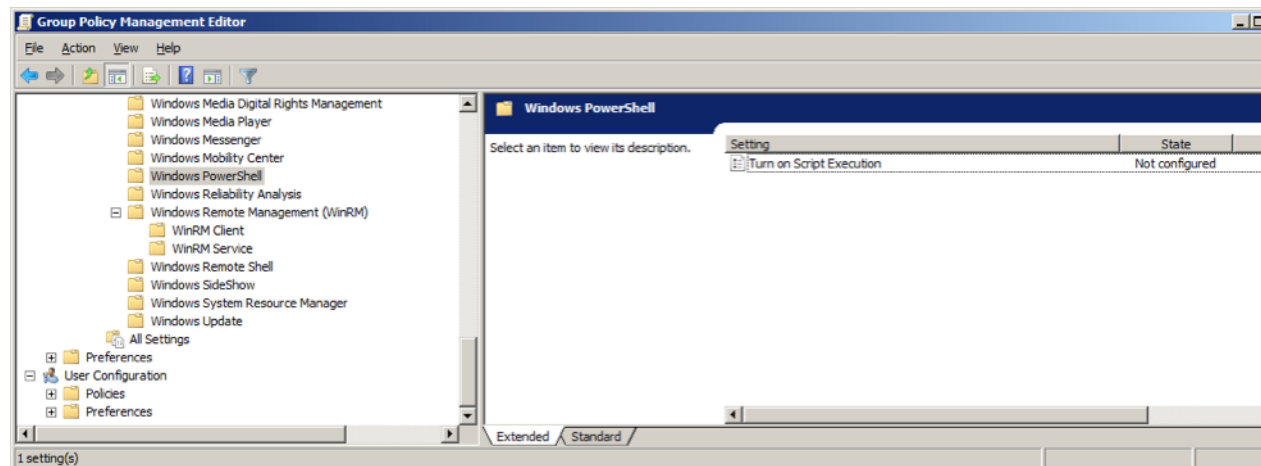 Group Policy Management Editor
File Action View Help
Windows Media Digital Rights Management
Windows Media Player
Windows Messenger
Windows Mobility Center
Windows PowerShell
Windows Reliability Analysis
Windows Remote Management (WinRM)
WinRM Client
WinRM Service
Windows Remote Shell
Windows SideShow
Windows System Resource Manager
Windows Update
All Settings
Preferences
User Configuration
Policies
Preferences
Windows PowerShell
Select an item to view its description.
Setting State
Turn on Script Execution Not configured
Extended Standard
1 setting(s)